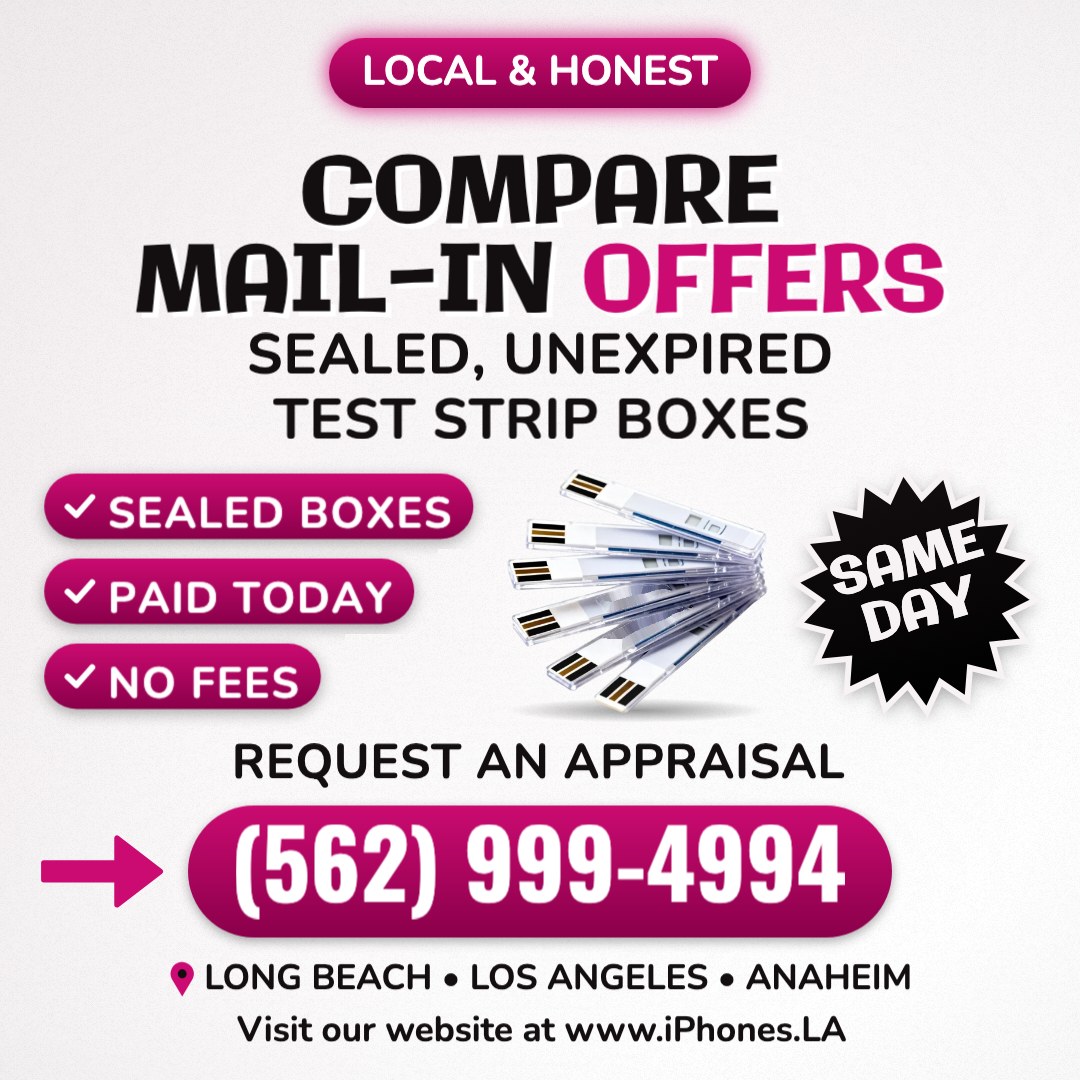 LOCAL & HONEST
COMPARE
MAIL-IN OFFERS
SEALED, UNEXPIRED
TEST STRIP BOXES
SEALED BOXES
PAID TODAY
NO FEES
SAME
DAY
REQUEST AN APPRAISAL
(562) 999-4994
LONG BEACH • LOS ANGELES • ANAHEIM
Visit our website at www.iPhones.LA